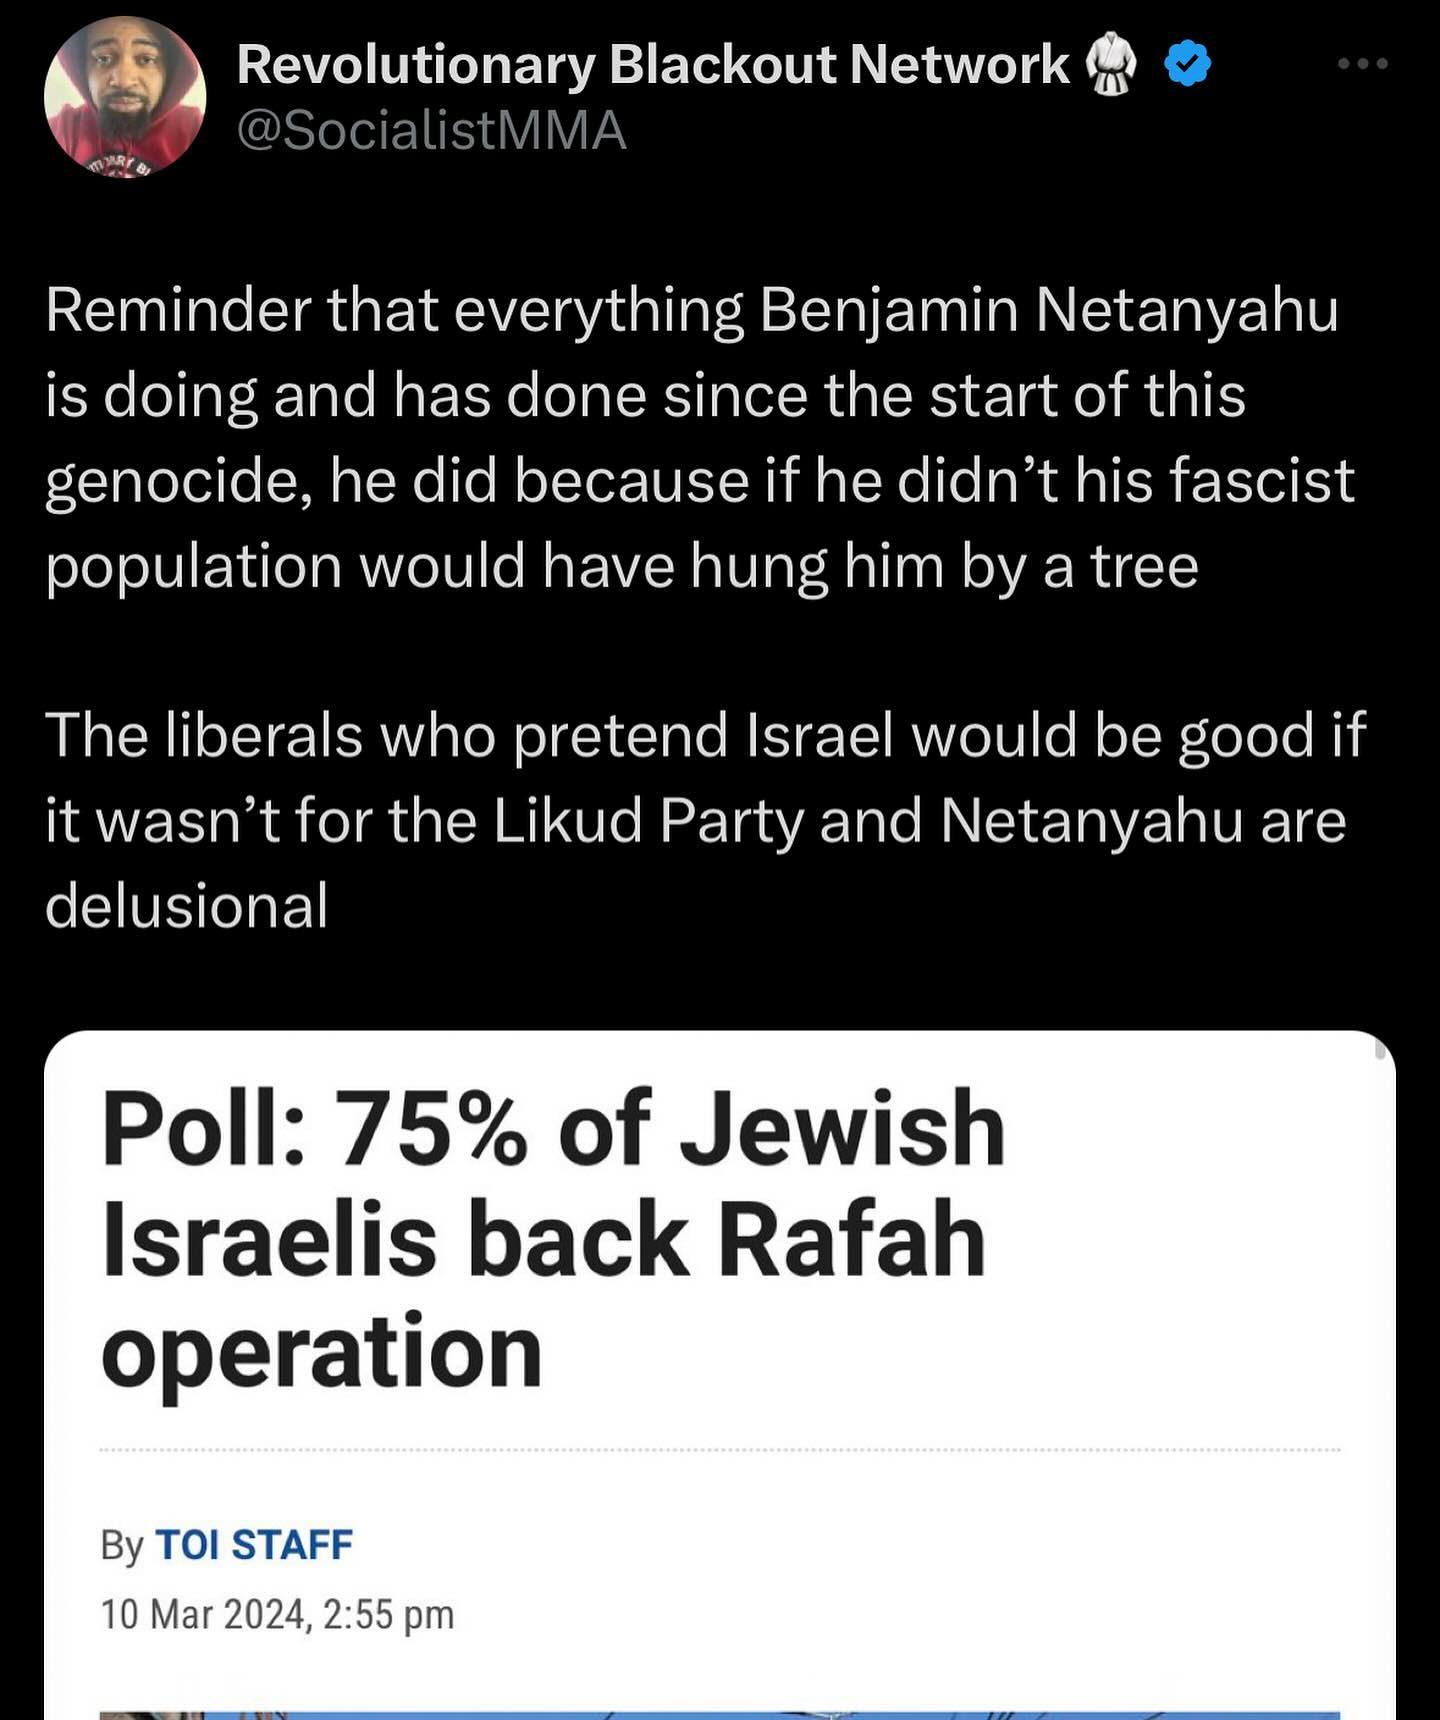 Revolutionary Blackout Network🥋
@SocialistMMA
Reminder that everything Benjamin Netanyahu
is doing and has done since the start of this
genocide, he did because if he didn’t his fascist
population would have hung him by a tree
The liberals who pretend Israel would be good if
it wasn’t for the Likud Party and Netanyahu are
delusional
Poll: 75% of Jewish
Israelis back Rafah
operation
By TOI STAFF
10 Mar 2024, 2:55 pm